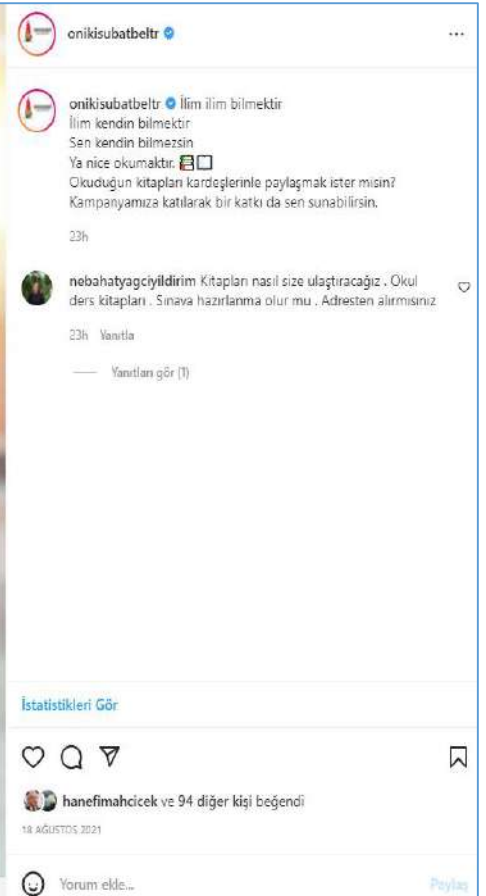 onikisubatbeltr
onikisubatbeltr İlim ilim bilmektir
İlim kendin bilmektir
Sen kendin bilmezsin
Ya nice okumaktır. 📚📖
Okuduğun kitapları kardeşlerinle paylaşmak ister misin?
Kampanyamıza katılarak bir katkı da sen sunabilirsin.
23h
nebahatyagciyildirim Kitapları nasıl size ulaştıracağız . Okul
ders kitapları . Sınava hazırlanma olur mu . Adresten alırmısınız
23h Yanıtla
Yanıtları gör (1)
İstatistikleri Gör
hanefimahcicek ve 94 diğer kişi beğendi
18 AĞUSTOS 2021
Yorum ekle...
Paylaş